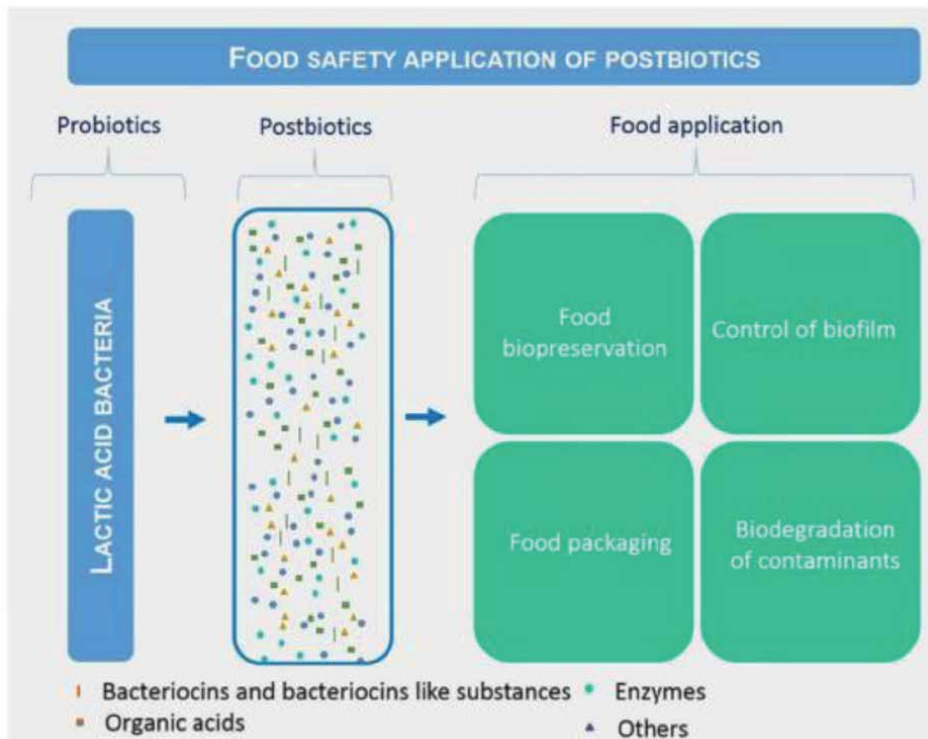 FOOD SAFETY APPLICATION OF POSTBIOTICS
Probiotics
Postbiotics
Food application
LACTIC ACID BACTERIA
Food
biopreservation
Control of biofilm
Food packaging
Biodegradation
of contaminants
Bacteriocins and bacteriocins like substances
Enzymes
Organic acids
Others